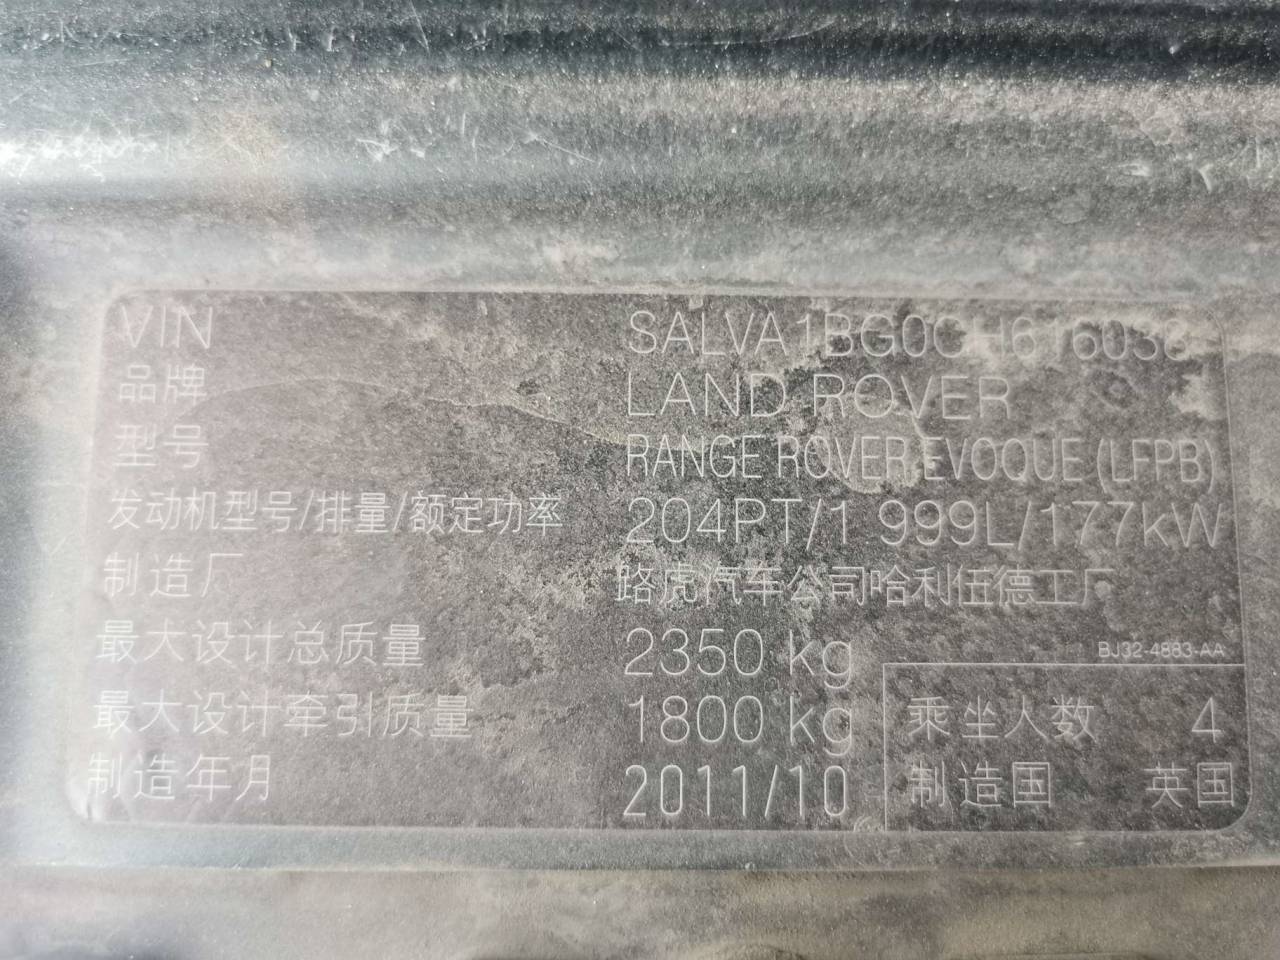 VIN SALVA1BG0CH616038
品牌 LAND ROVER
型号 RANGE ROVER EVOQUE (LFPB)
发动机型号/排量/额定功率 204PT/1 999L/177kW
制造厂 路虎汽车公司哈利伍德工厂
最大设计总质量 2350 kg
BJ32-4883-AA
最大设计牵引质量 1800 kg
乘坐人数 4
制造年月 2011/10
制造国 英国